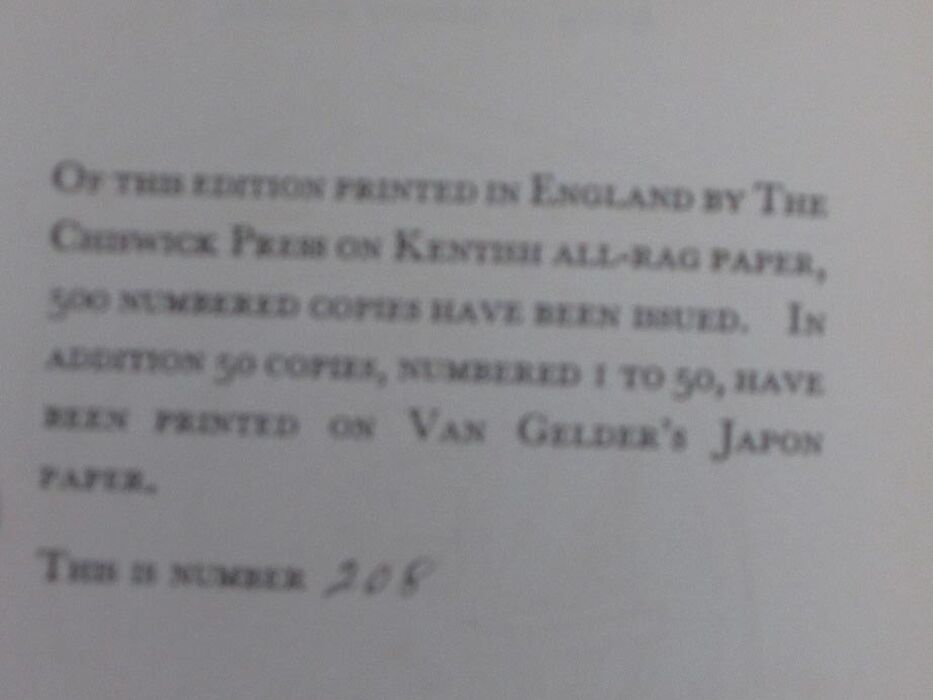 Of this edition printed in England by The
Chiswick Press on Kentish all-rag paper,
500 numbered copies have been issued. In
addition 50 copies, numbered 1 to 50, have
been printed on Van Gelder's Japon
paper.
This is number 208